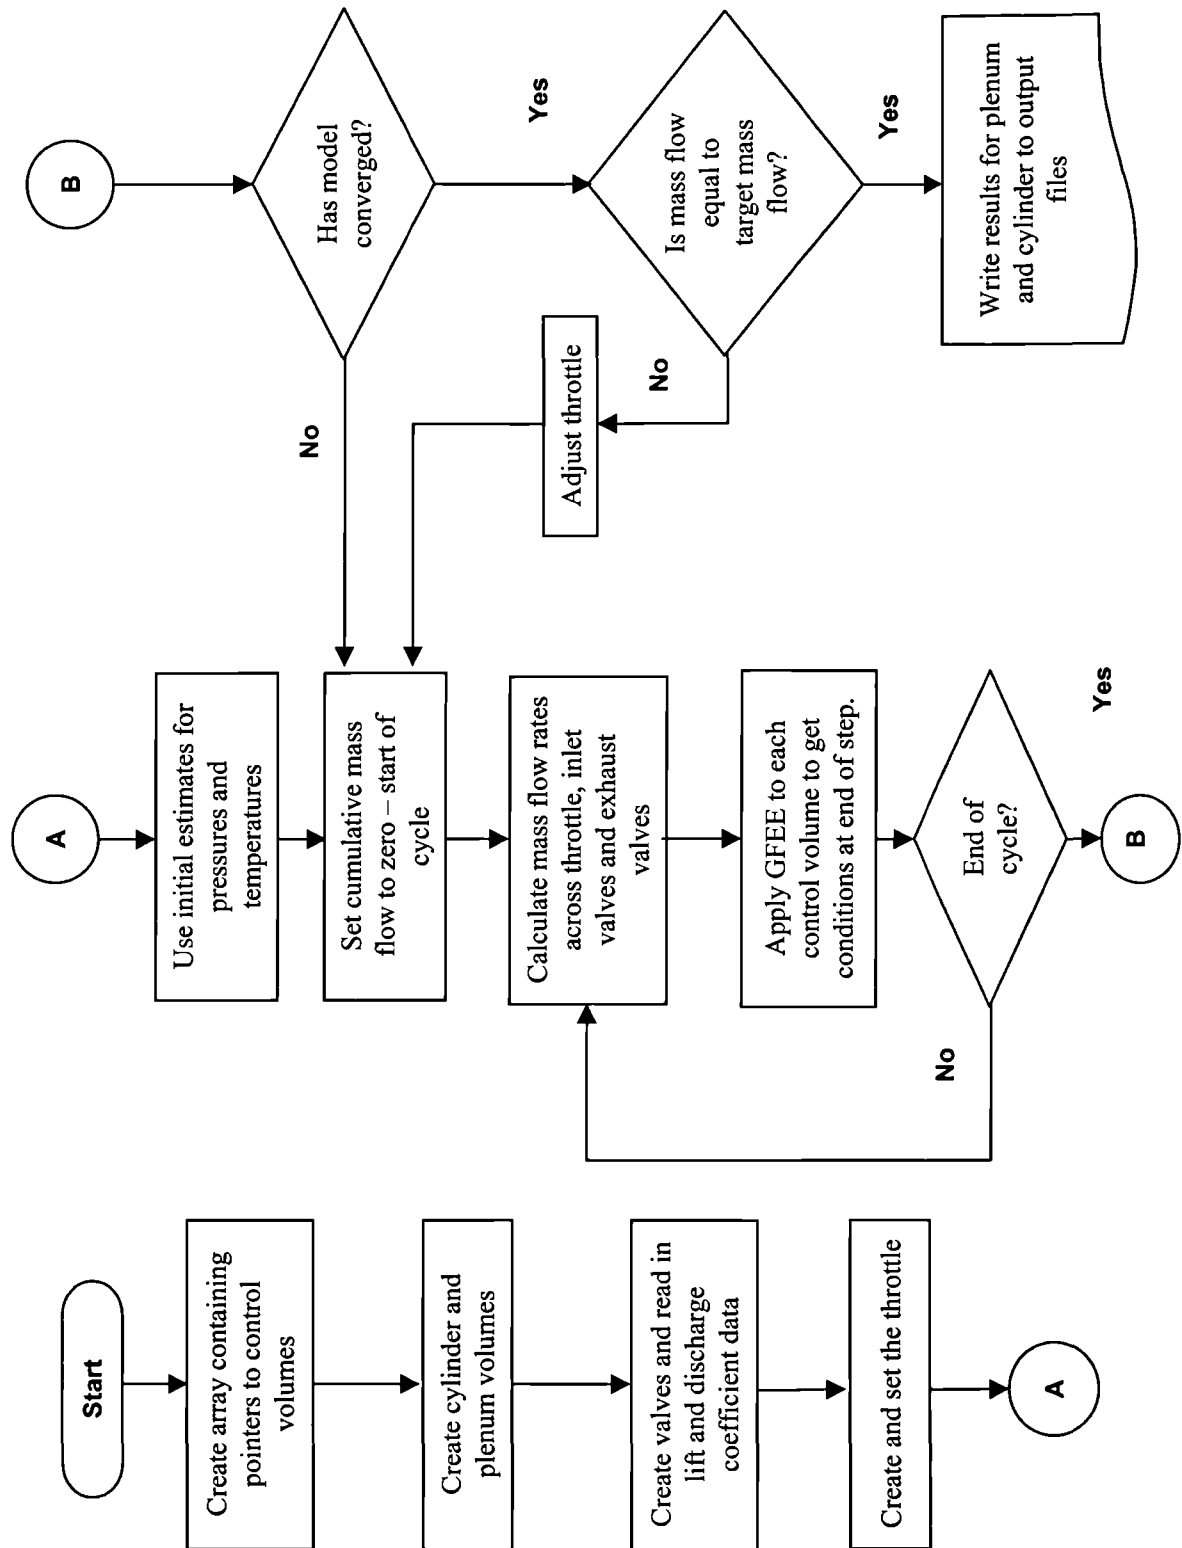 Start
Create array containing
pointers to control
volumes
Create cylinder and
plenum volumes
Create valves and read in
lift and discharge
coefficient data
Create and set the throttle
A
A
Use initial estimates for
pressures and
temperatures
Set cumulative mass
flow to zero – start of
cycle
Calculate mass flow rates
across throttle, inlet
valves and exhaust
valves
Apply GFEE to each
control volume to get
conditions at end of step.
End of
cycle?
No
Yes
B
B
Has model
converged?
No
Yes
Is mass flow
equal to
target mass
flow?
No
Adjust throttle
Yes
Write results for plenum
and cylinder to output
files